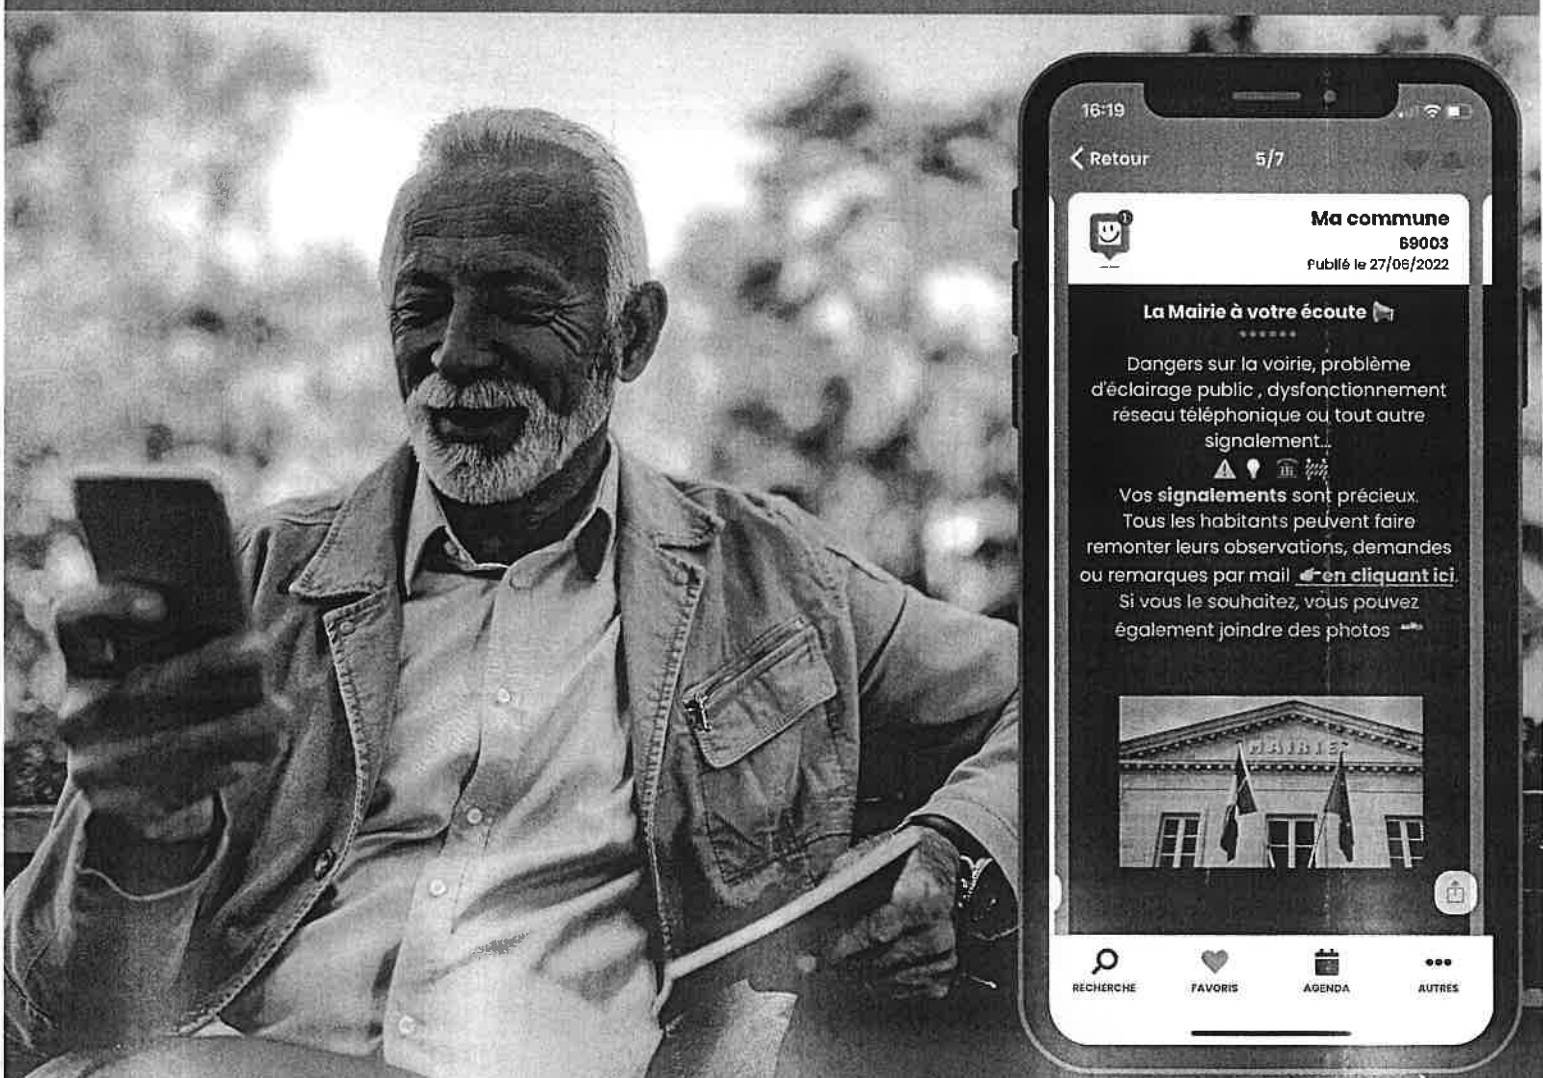 16:19
Retour
5/7
Ma commune
69003
Publié le 27/06/2022
La Mairie à votre écoute
Dangers sur la voirie, problème
d'éclairage public , dysfonctionnement
réseau téléphonique ou tout autre
signalement...
Vos signalements sont précieux.
Tous les habitants peuvent faire
remonter leurs observations, demandes
ou remarques par mail en cliquant ici.
Si vous le souhaitez, vous pouvez
également joindre des photos
MAIRIE
RECHERCHE
FAVORIS
AGENDA
AUTRES